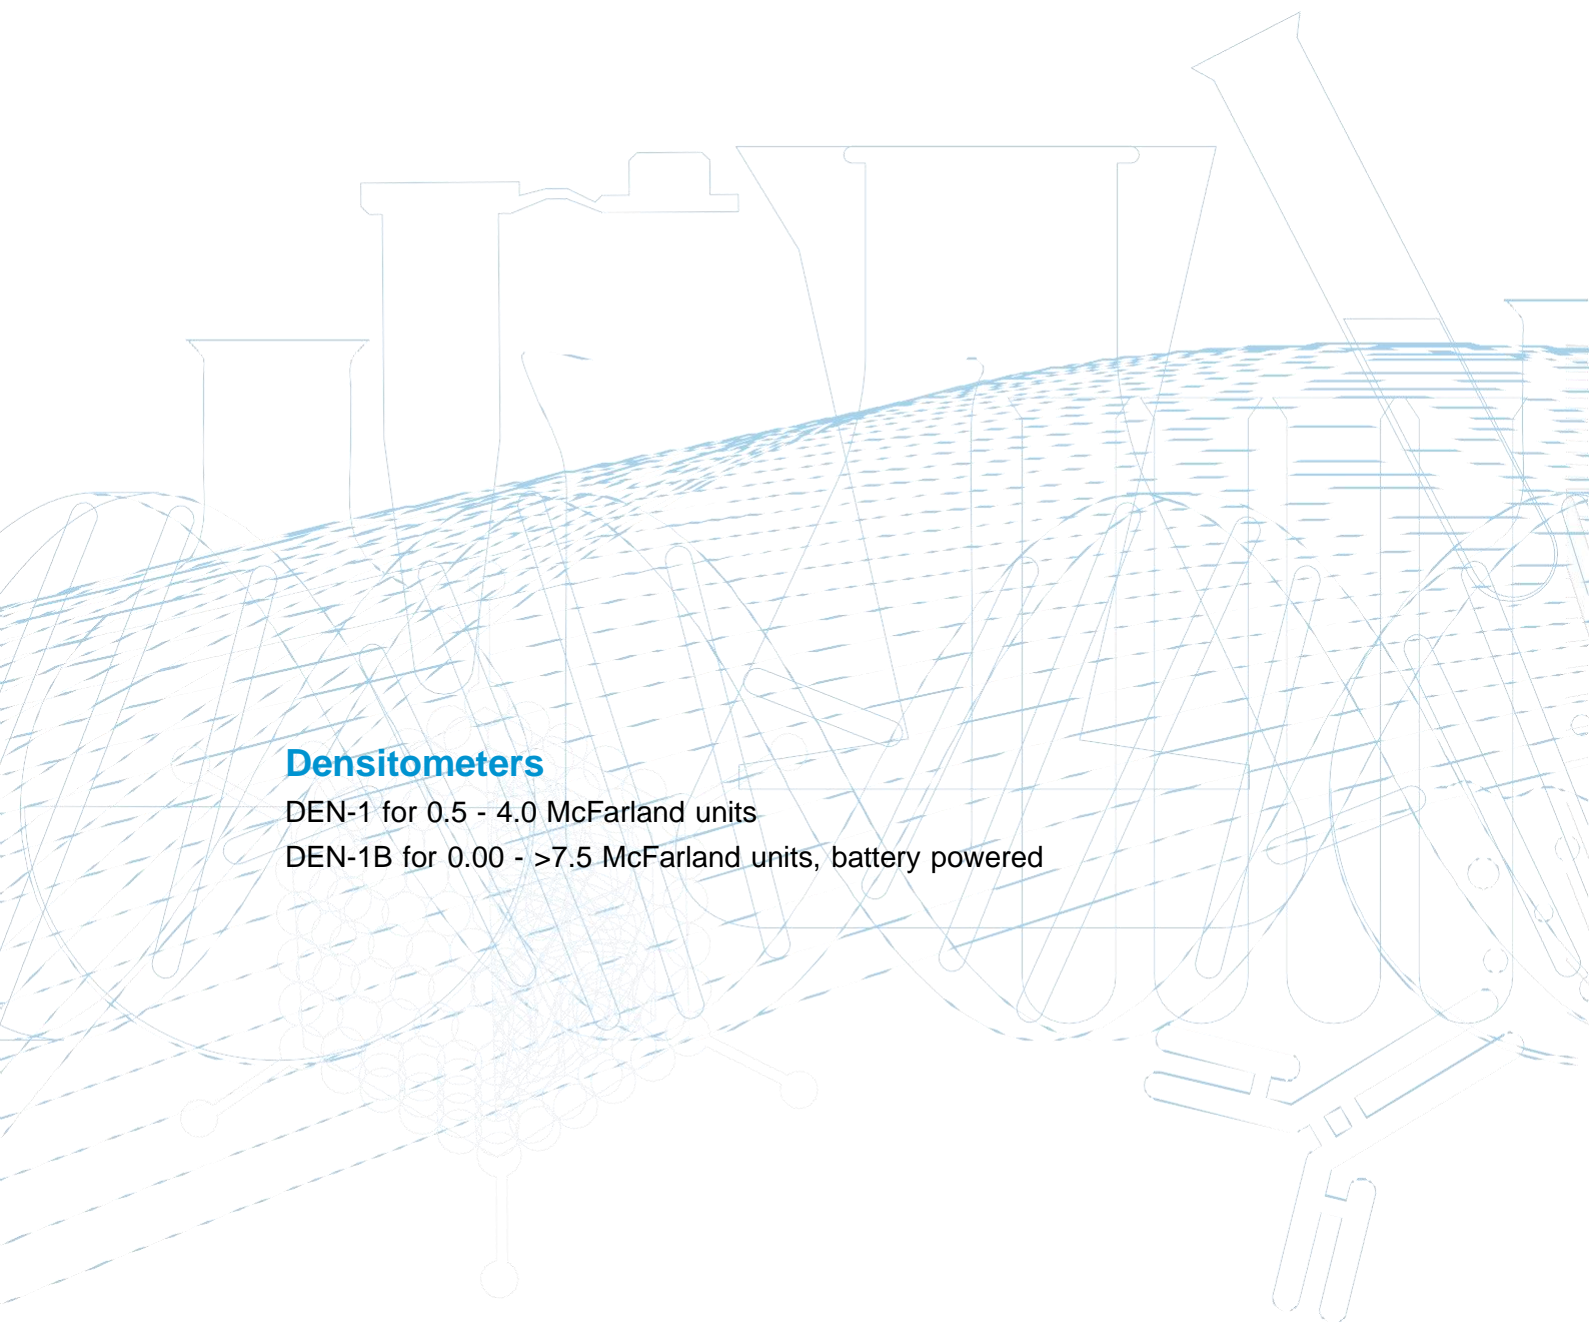 Densitometers
DEN-1 for 0.5 - 4.0 McFarland units
DEN-1B for 0.00 - >7.5 McFarland units, battery powered